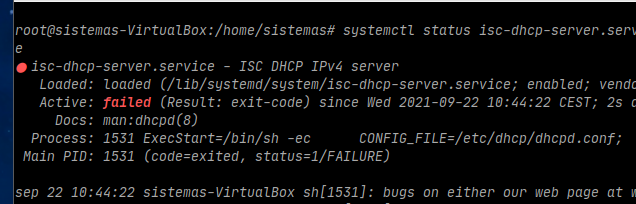 root@sistemas-VirtualBox:/home/sistemas# systemctl status isc-dhcp-server.serv
e
● isc-dhcp-server.service - ISC DHCP IPv4 server
Loaded: loaded (/lib/systemd/system/isc-dhcp-server.service; enabled; vendo
Active: failed (Result: exit-code) since Wed 2021-09-22 10:44:22 CEST; 2s a
Docs: man:dhcpd(8)
Process: 1531 ExecStart=/bin/sh -ec CONFIG_FILE=/etc/dhcp/dhcpd.conf;
Main PID: 1531 (code=exited, status=1/FAILURE)
sep 22 10:44:22 sistemas-VirtualBox sh[1531]: bugs on either our web page at w